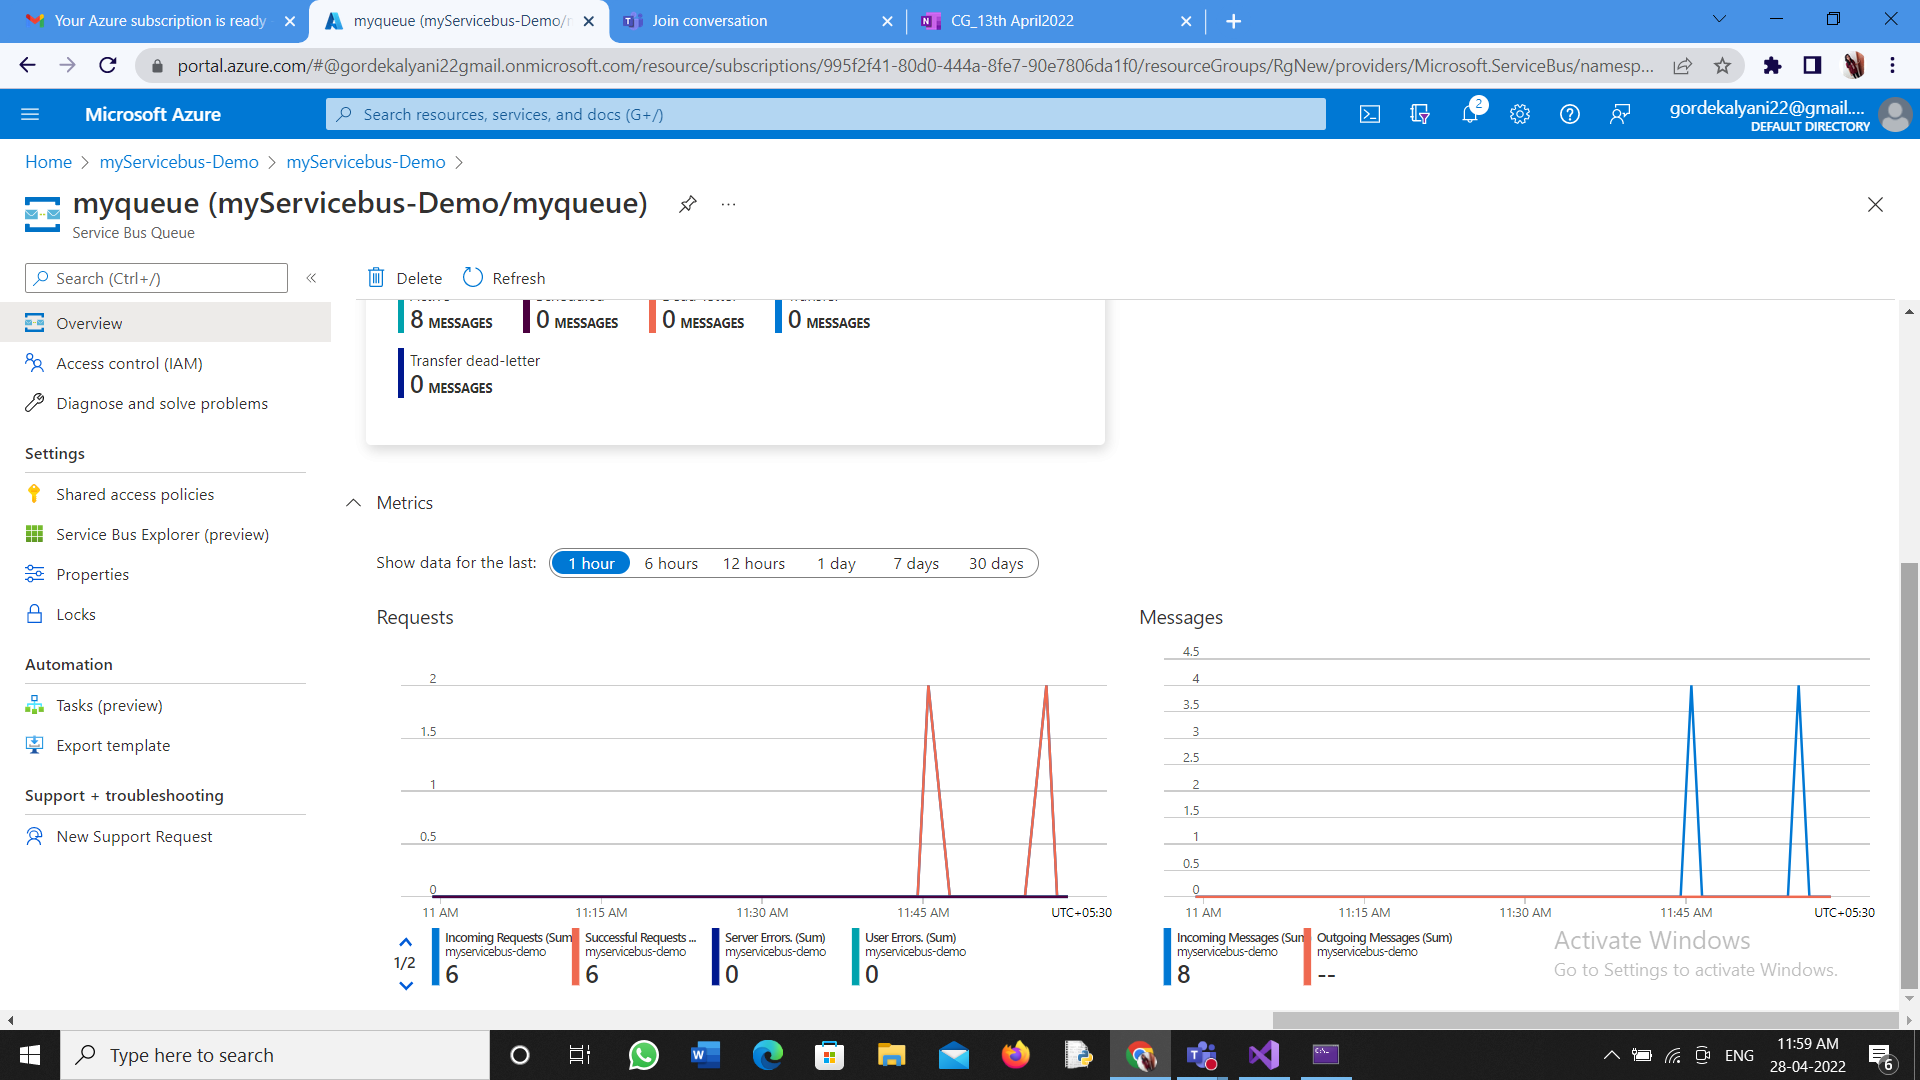 Your Azure subscription is ready
myqueue (myServicebus-Demo/m
Join conversation
CG_13th April2022
portal.azure.com/#@gordekalyani22gmail.onmicrosoft.com/resource/subscriptions/995f2f41-80d0-444a-8fe7-90e7806da1f0/resourceGroups/RgNew/providers/Microsoft.ServiceBus/namesp...
Microsoft Azure
Search resources, services, and docs (G+/)
2
gordekalyani22@gmail....
DEFAULT DIRECTORY
Home > myServicebus-Demo > myServicebus-Demo >
myqueue (myServicebus-Demo/myqueue)
...
Service Bus Queue
Search (Ctrl+/)
«
Delete
Refresh
Overview
Access control (IAM)
Diagnose and solve problems
Settings
Shared access policies
Service Bus Explorer (preview)
Properties
Locks
Automation
Tasks (preview)
Export template
Support + troubleshooting
New Support Request
Active
8 MESSAGES
Scheduled
0 MESSAGES
Dead-letter
0 MESSAGES
Transfer
0 MESSAGES
Transfer dead-letter
0 MESSAGES
Metrics
Show data for the last:
1 hour
6 hours
12 hours
1 day
7 days
30 days
Requests
2
1.5
1
0.5
0
11 AM
11:15 AM
11:30 AM
11:45 AM
UTC+05:30
1/2
Incoming Requests (Sum
myservicebus-demo
6
Successful Requests ...
myservicebus-demo
6
Server Errors. (Sum)
myservicebus-demo
0
User Errors. (Sum)
myservicebus-demo
0
Messages
4.5
4
3.5
3
2.5
2
1.5
1
0.5
0
11 AM
11:15 AM
11:30 AM
11:45 AM
UTC+05:30
Incoming Messages (Sum
myservicebus-demo
8
Outgoing Messages (Sum)
myservicebus-demo
--
Activate Windows
Go to Settings to activate Windows.
Type here to search
ENG
11:59 AM
28-04-2022
6